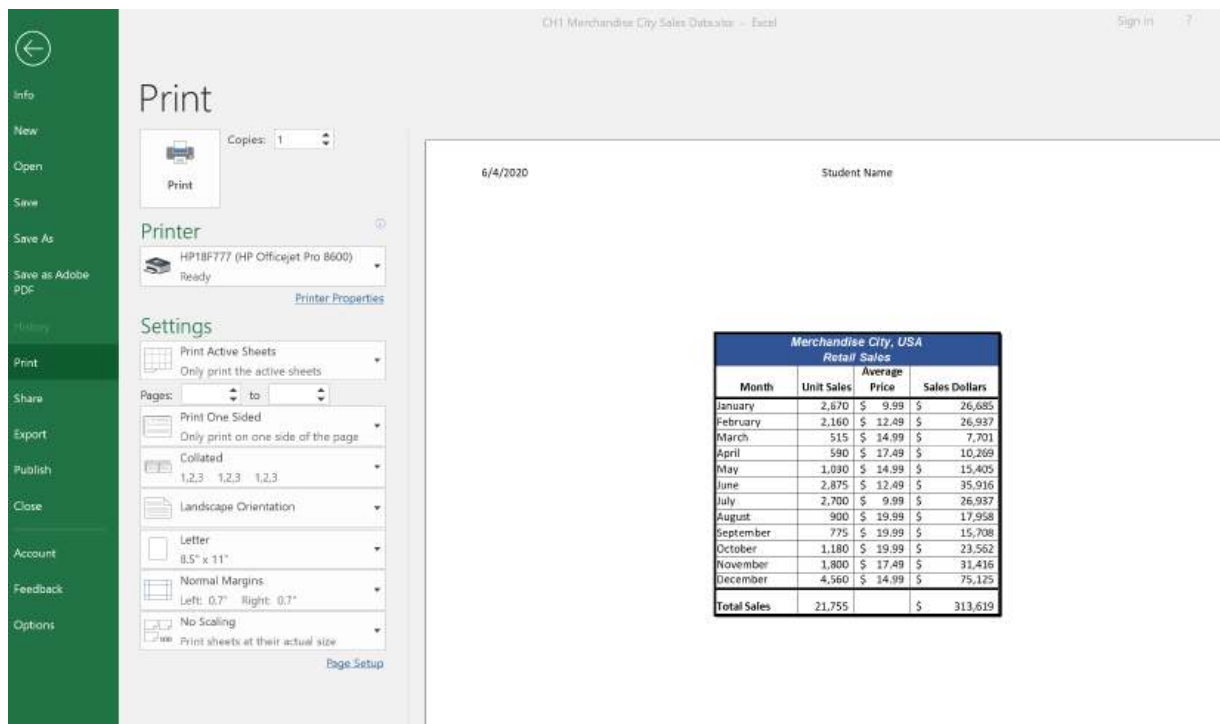 CH1 Merchandise City Sales Data.xlsx - Excel
Sign in ?
Info
New
Open
Save
Save As
Save as Adobe
PDF
History
Print
Share
Export
Publish
Close
Account
Feedback
Options
Print
Copies: 1
Print
Printer
HP18F777 (HP Officejet Pro 8600)
Ready
Printer Properties
Settings
Print Active Sheets
Only print the active sheets
Pages: to
Print One Sided
Only print on one side of the page
Collated
1,2,3 1,2,3 1,2,3
Landscape Orientation
Letter
8.5" x 11"
Normal Margins
Left: 0.7" Right: 0.7"
No Scaling
100 Print sheets at their actual size
Page Setup
6/4/2020 Student Name
Merchandise City, USA
Retail Sales
Month Unit Sales Average Price Sales Dollars
January 2,670 $ 9.99 $ 26,685
February 2,160 $ 12.49 $ 26,937
March 515 $ 14.99 $ 7,701
April 590 $ 17.49 $ 10,269
May 1,030 $ 14.99 $ 15,405
June 2,875 $ 12.49 $ 35,916
July 2,700 $ 9.99 $ 26,937
August 900 $ 19.99 $ 17,958
September 775 $ 19.99 $ 15,708
October 1,180 $ 19.99 $ 23,562
November 1,800 $ 17.49 $ 31,416
December 4,560 $ 14.99 $ 75,125
Total Sales 21,755 $ 313,619